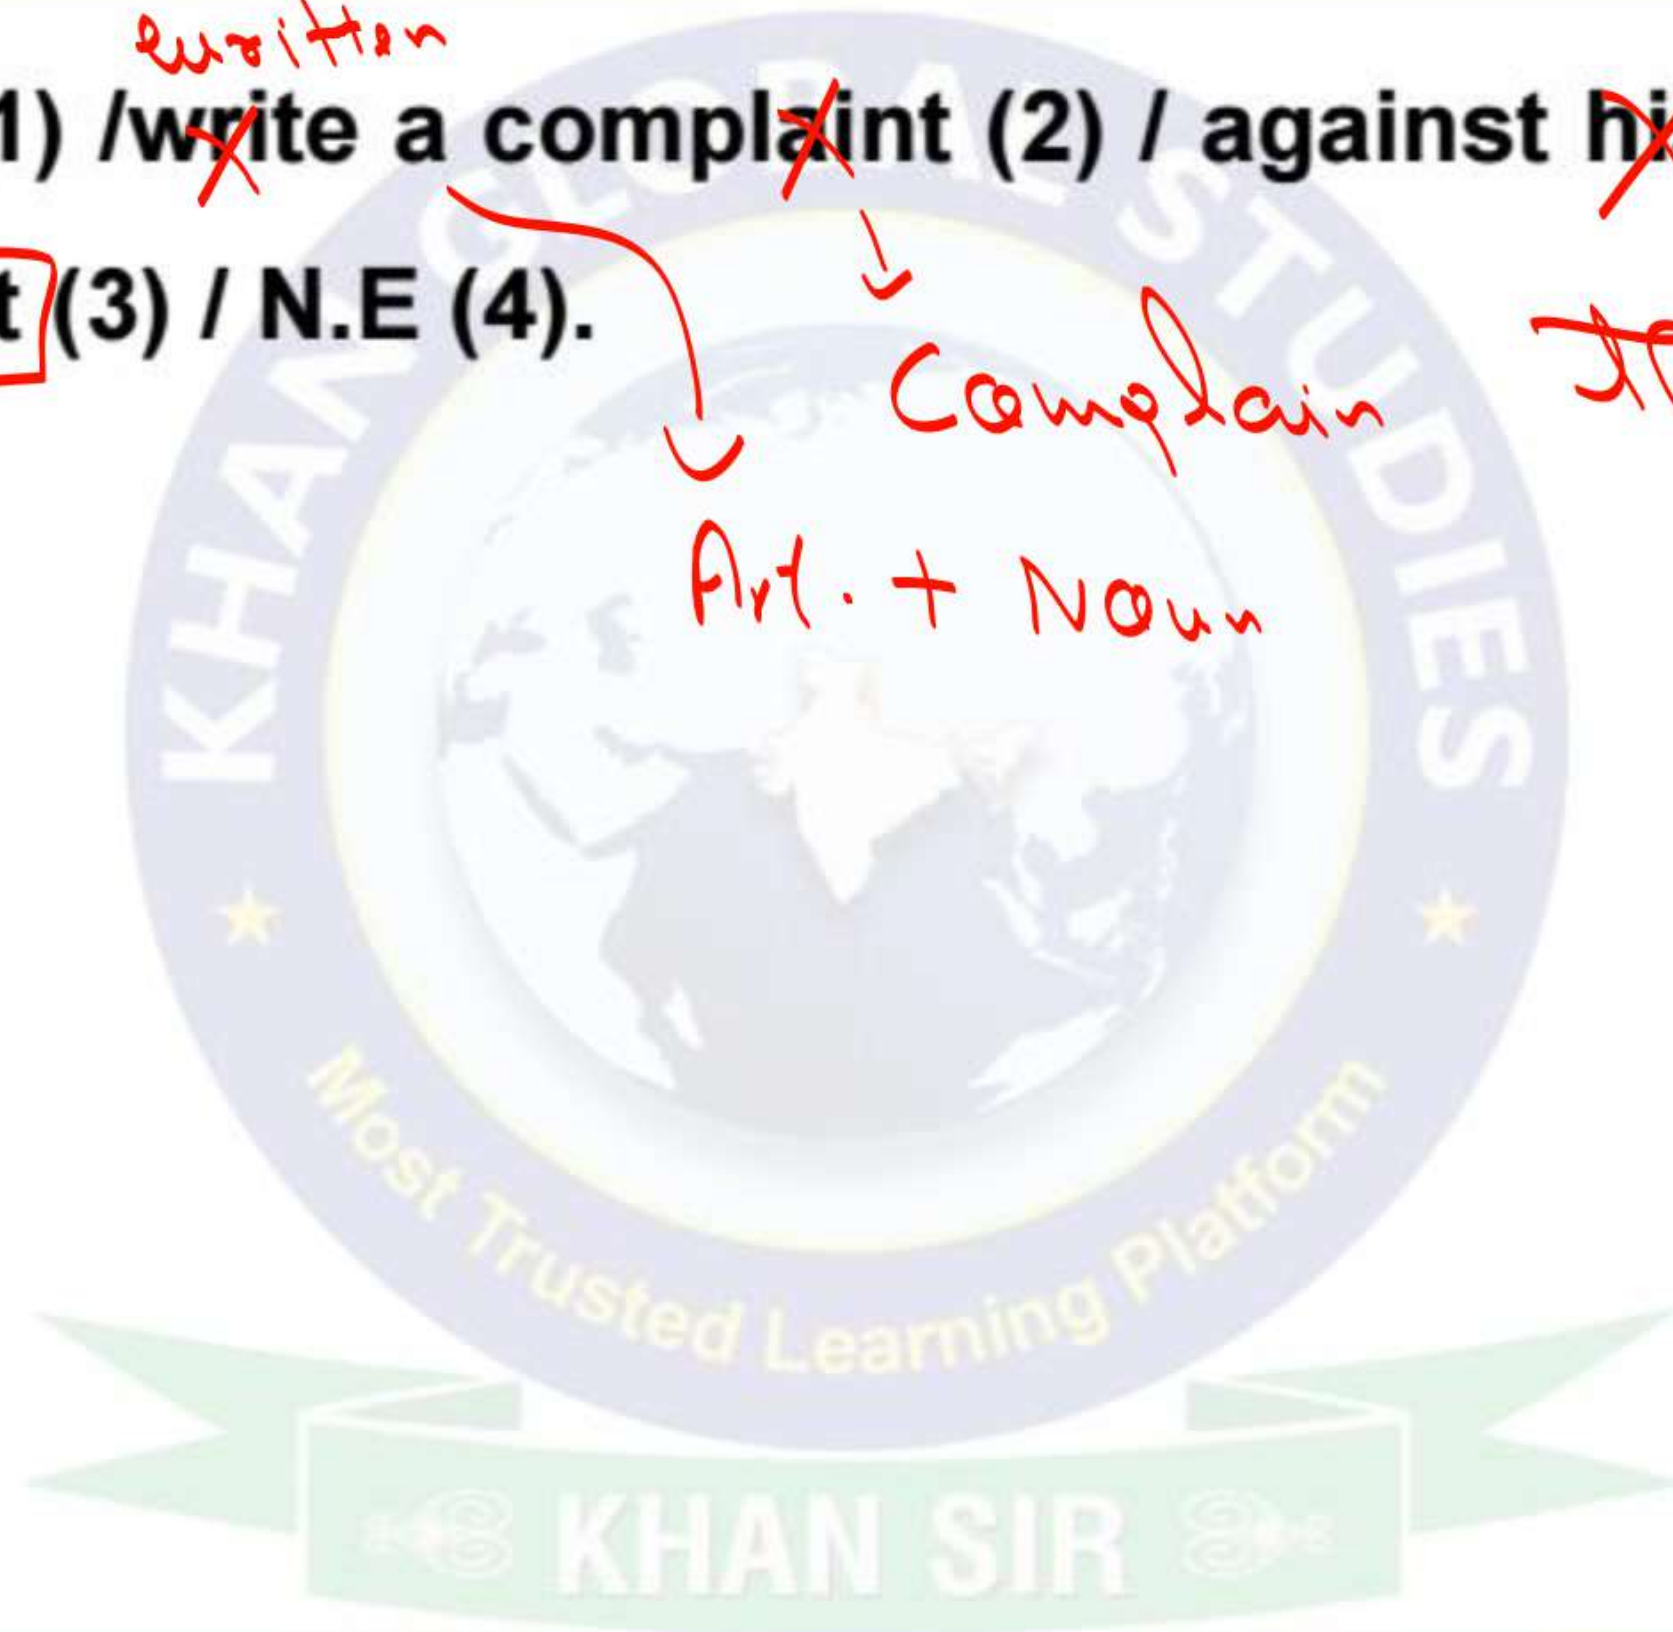 written
1) /write a complaint (2) / against hi
t (3) / N.E (4).
Complain
Art. + Noun
KHAN GLOBAL STUDIES
Most Trusted Learning Platform
KHAN SIR